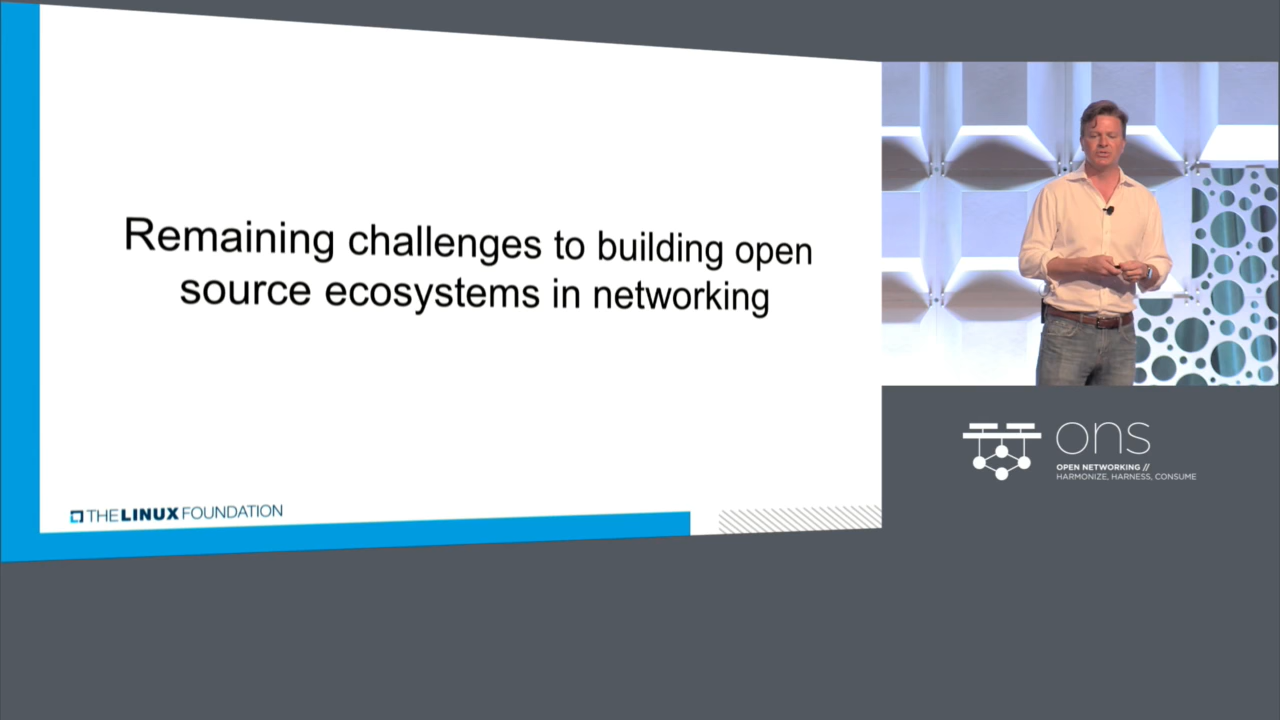 Remaining challenges to building open
source ecosystems in networking
THE LINUX FOUNDATION
ons
OPEN NETWORKING //
HARMONIZE, HARNESS, CONSUME